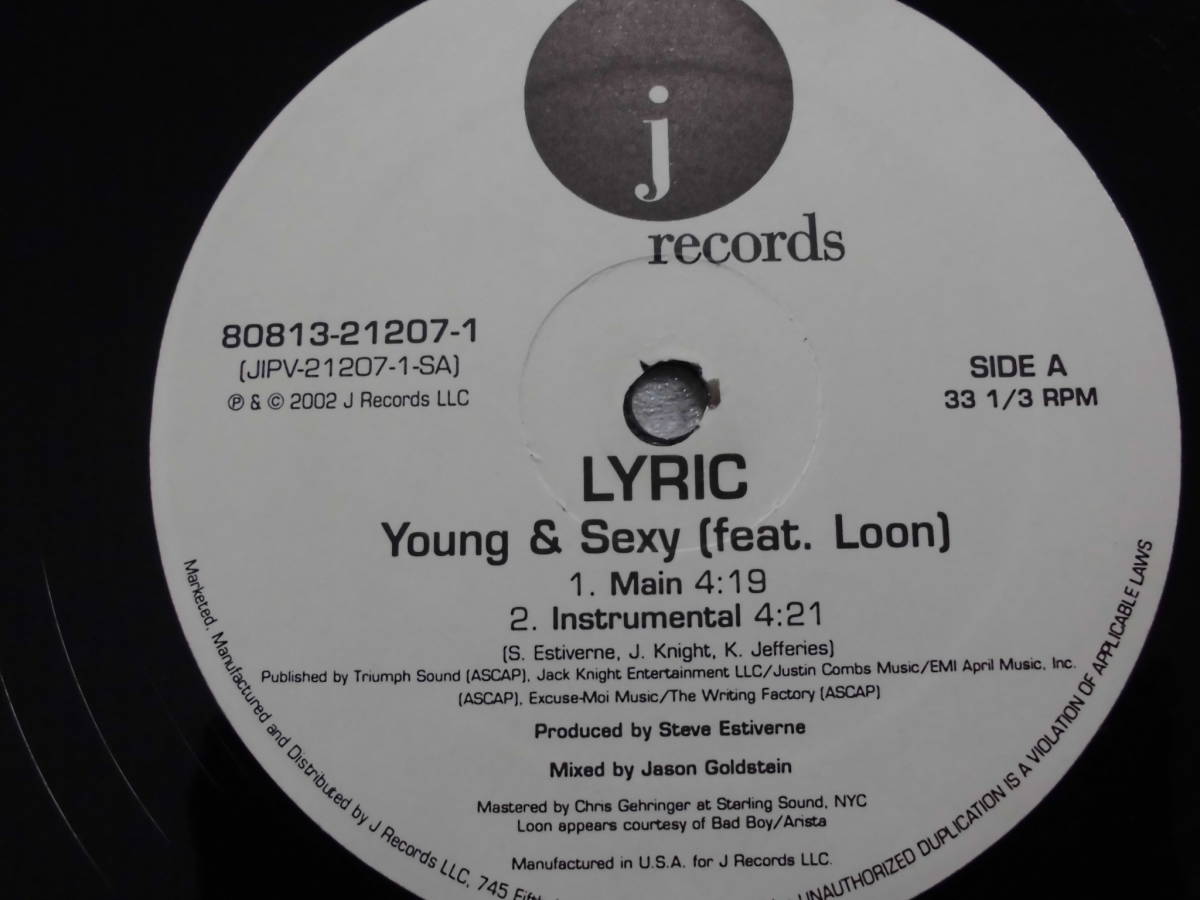 j
records
80813-21207-1
(JIPV-21207-1-SA)
℗ & © 2002 J Records LLC
SIDE A
33 1/3 RPM
LYRIC
Young & Sexy (feat. Loon)
1. Main 4:19
2. Instrumental 4:21
(S. Estiverne, J. Knight, K. Jefferies)
Published by Triumph Sound (ASCAP), Jack Knight Entertainment LLC/Justin Combs Music/EMI April Music, Inc.
(ASCAP), Excuse-Moi Music/The Writing Factory (ASCAP)
Produced by Steve Estiverne
Mixed by Jason Goldstein
Mastered by Chris Gehringer at Starling Sound, NYC
Loon appears courtesy of Bad Boy/Arista
Manufactured in U.S.A. for J Records LLC.
Marketed, Manufactured and Distributed by J Records LLC, 745
UNAUTHORIZED DUPLICATION IS A VIOLATION OF APPLICABLE LAWS